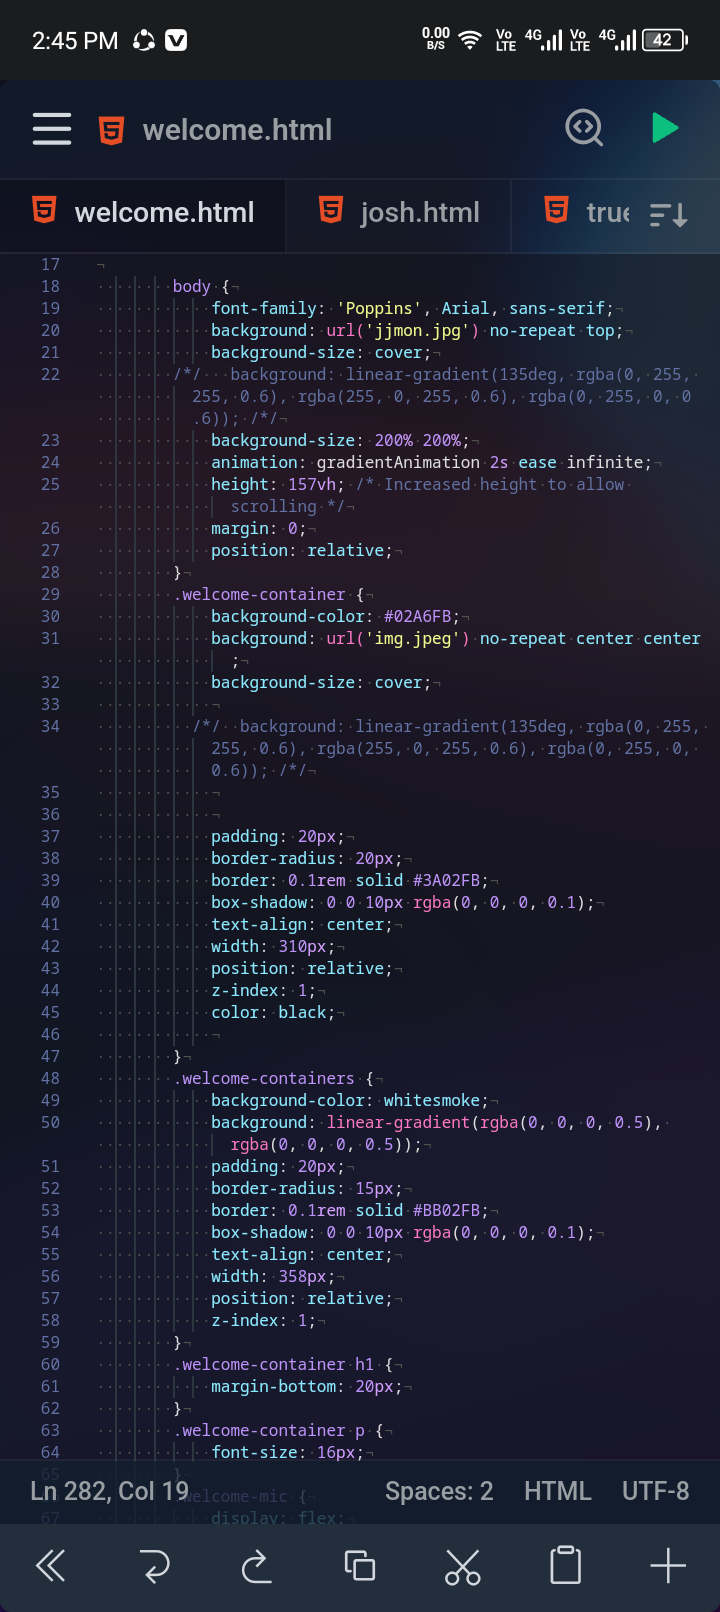 2:45 PM
0.00 B/S Vo LTE 4G Vo LTE 4G 42
welcome.html
welcome.html josh.html true
17
18 body {
19 font-family: 'Poppins', Arial, sans-serif;
20 background: url('jjmon.jpg') no-repeat top;
21 background-size: cover;
22 /*/ background: linear-gradient(135deg, rgba(0, 255,
255, 0.6), rgba(255, 0, 255, 0.6), rgba(0, 255, 0, 0
.6)); /*/
23 background-size: 200% 200%;
24 animation: gradientAnimation 2s ease infinite;
25 height: 157vh; /* Increased height to allow
scrolling */
26 margin: 0;
27 position: relative;
28 }
29 .welcome-container {
30 background-color: #02A6FB;
31 background: url('img.jpeg') no-repeat center center
;
32 background-size: cover;
33
34 /*/ background: linear-gradient(135deg, rgba(0, 255,
255, 0.6), rgba(255, 0, 255, 0.6), rgba(0, 255, 0,
0.6)); /*/
35
36
37 padding: 20px;
38 border-radius: 20px;
39 border: 0.1rem solid #3A02FB;
40 box-shadow: 0 0 10px rgba(0, 0, 0, 0.1);
41 text-align: center;
42 width: 310px;
43 position: relative;
44 z-index: 1;
45 color: black;
46
47 }
48 .welcome-containers {
49 background-color: whitesmoke;
50 background: linear-gradient(rgba(0, 0, 0, 0.5),
rgba(0, 0, 0, 0.5));
51 padding: 20px;
52 border-radius: 15px;
53 border: 0.1rem solid #BB02FB;
54 box-shadow: 0 0 10px rgba(0, 0, 0, 0.1);
55 text-align: center;
56 width: 358px;
57 position: relative;
58 z-index: 1;
59 }
60 .welcome-container h1 {
61 margin-bottom: 20px;
62 }
63 .welcome-container p {
64 font-size: 16px;
65 }
.welcome-mic {
67 display: flex;
Ln 282, Col 19 Spaces: 2 HTML UTF-8